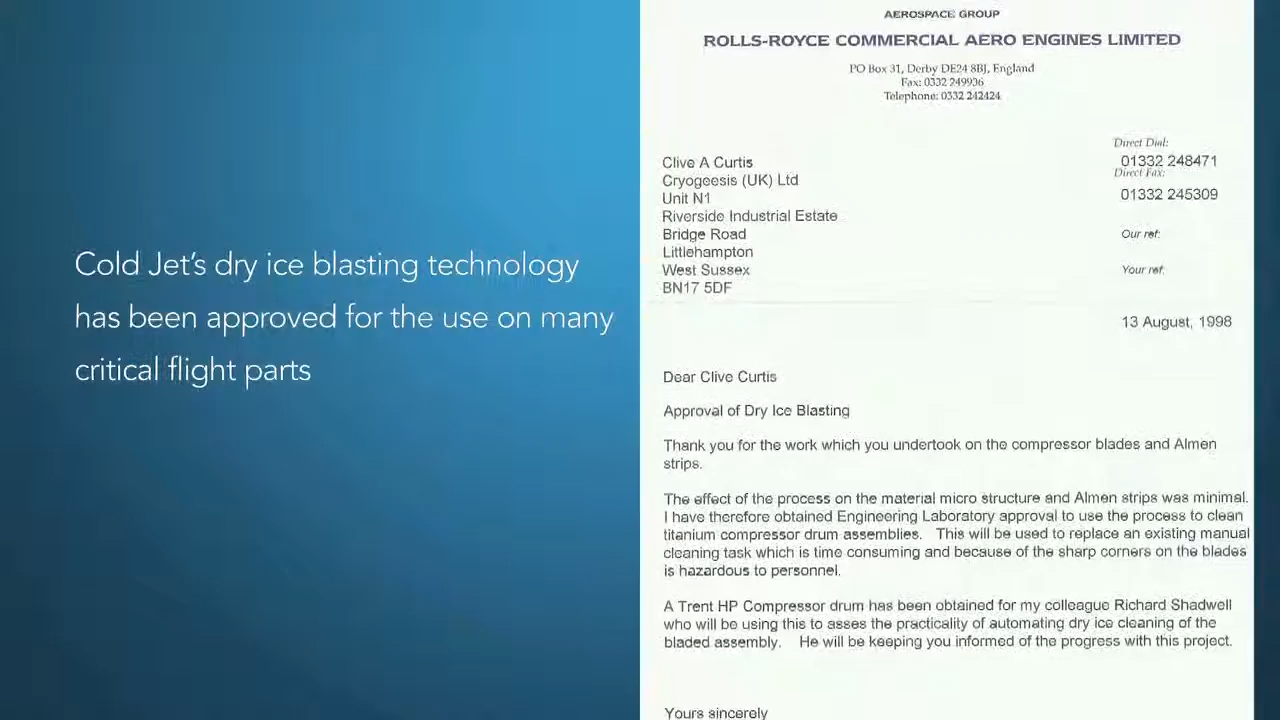 Cold Jet's dry ice blasting technology
has been approved for the use on many
critical flight parts
AEROSPACE GROUP
ROLLS-ROYCE COMMERCIAL AERO ENGINES LIMITED
PO Box 31, Derby DE24 8BJ, England
Fax: 0332 249936
Telephone: 0332 242424
Direct Dial:
01332 248471
Direct Fax:
01332 245309
Our ref:
Your ref:
Clive A Curtis
Cryogeesis (UK) Ltd
Unit N1
Riverside Industrial Estate
Bridge Road
Littlehampton
West Sussex
BN17 5DF
13 August, 1998
Dear Clive Curtis
Approval of Dry Ice Blasting
Thank you for the work which you undertook on the compressor blades and Almen
strips.
The effect of the process on the material micro structure and Almen strips was minimal.
I have therefore obtained Engineering Laboratory approval to use the process to clean
titanium compressor drum assemblies. This will be used to replace an existing manual
cleaning task which is time consuming and because of the sharp corners on the blades
is hazardous to personnel.
A Trent HP Compressor drum has been obtained for my colleague Richard Shadwell
who will be using this to asses the practicality of automating dry ice cleaning of the
bladed assembly. He will be keeping you informed of the progress with this project.
Yours sincerely